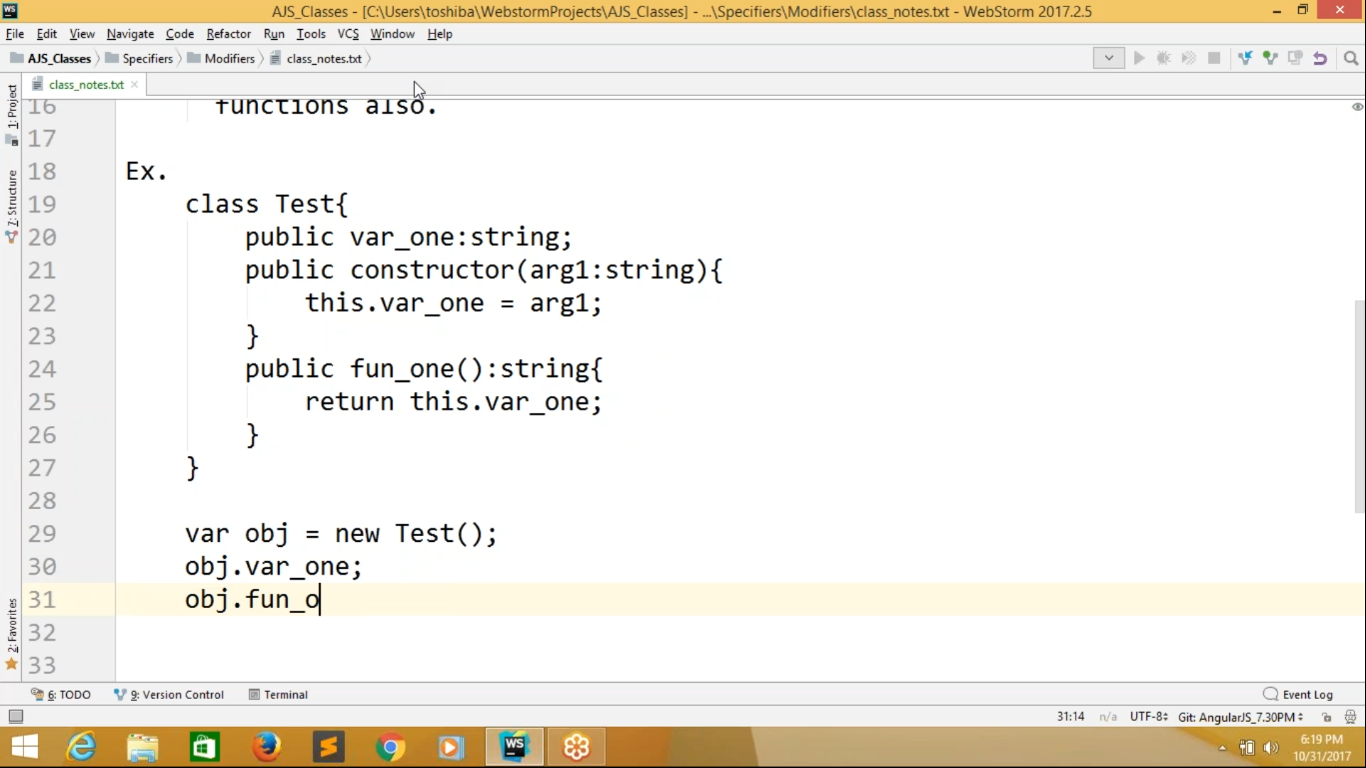 AJS_Classes - [C:\Users\toshiba\WebstormProjects\AJS_Classes] - ...\Specifiers\Modifiers\class_notes.txt - WebStorm 2017.2.5
File Edit View Navigate Code Refactor Run Tools VCS Window Help
AJS_Classes Specifiers Modifiers class_notes.txt
class_notes.txt
1: Project
7: Structure
2: Favorites
16 functions also.
17
18 Ex.
19 class Test{
20 public var_one:string;
21 public constructor(arg1:string){
22 this.var_one = arg1;
23 }
24 public fun_one():string{
25 return this.var_one;
26 }
27 }
28
29 var obj = new Test();
30 obj.var_one;
31 obj.fun_o
32
33
6: TODO 9: Version Control Terminal Event Log
31:14 n/a UTF-8 Git: AngularJS_7.30PM
WS
6:19 PM
10/31/2017